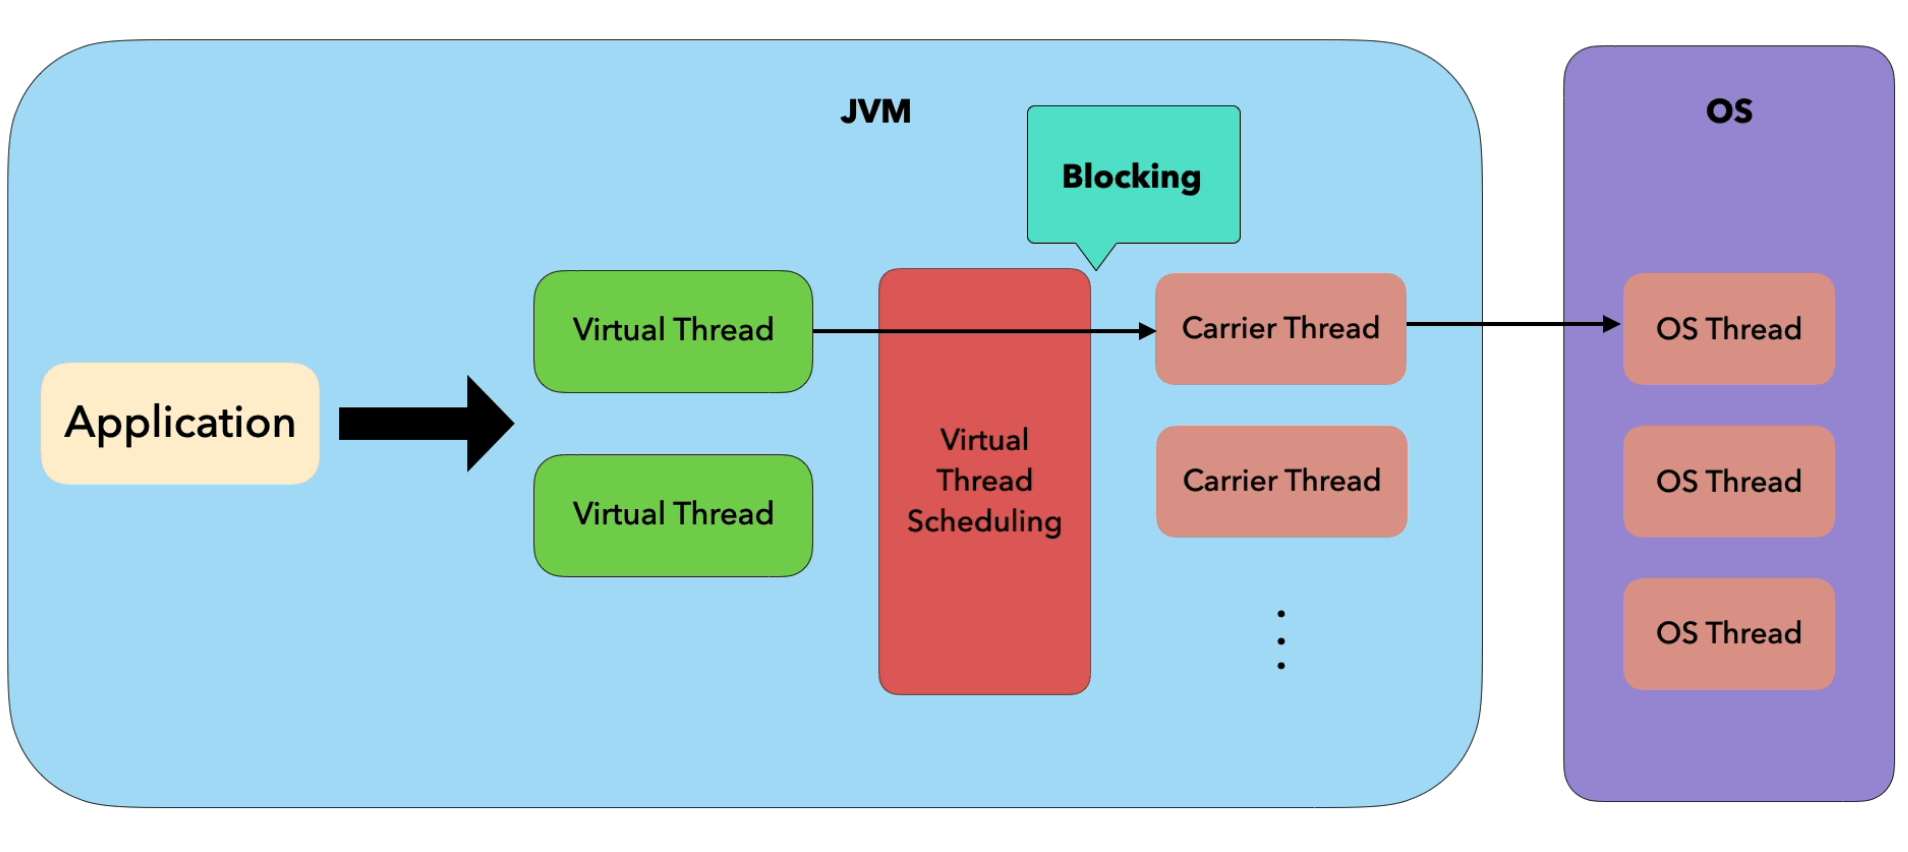 JVM
OS
Blocking
Virtual Thread
Carrier Thread
OS Thread
Application
Virtual
Thread
Scheduling
Virtual Thread
Carrier Thread
OS Thread
OS Thread